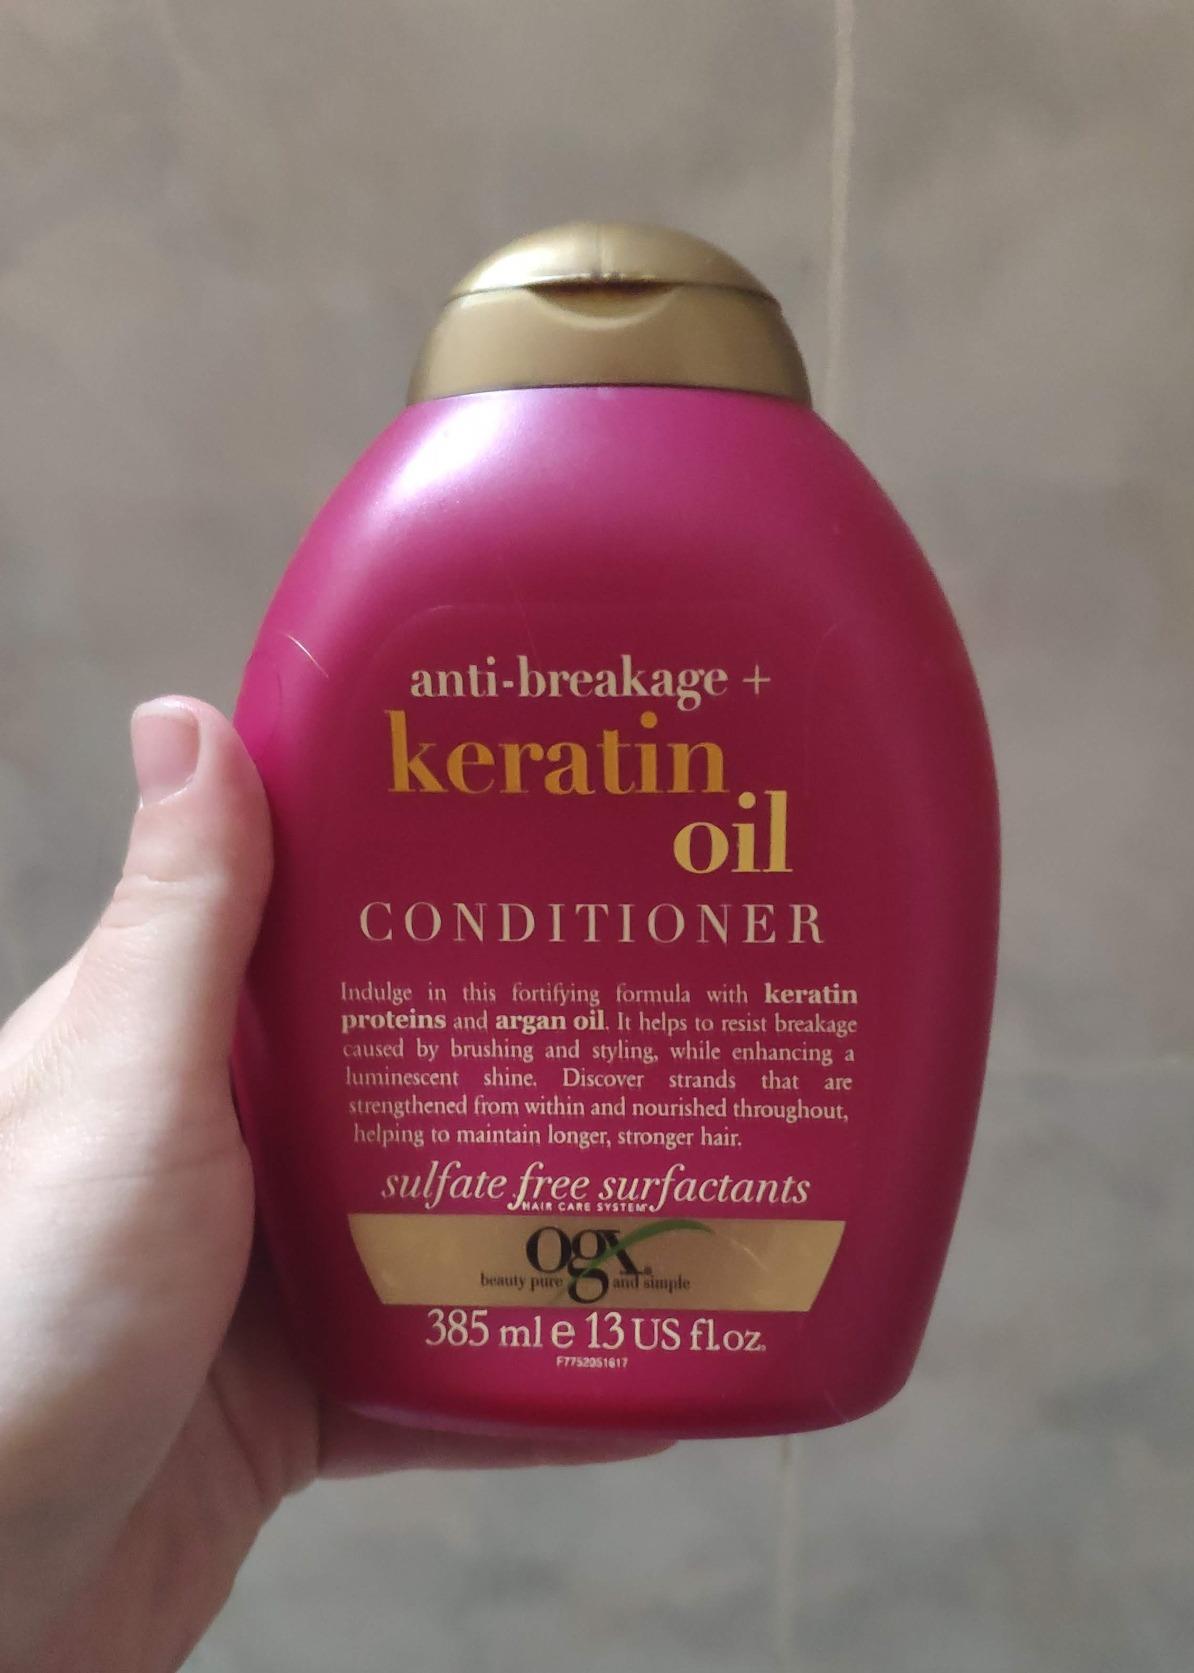 anti-breakage +
keratin
oil
CONDITIONER
Indulge in this fortifying formula with keratin
proteins and argan oil. It helps to resist breakage
caused by brushing and styling, while enhancing a
luminescent shine. Discover strands that are
strengthened from within and nourished throughout,
helping to maintain longer, stronger hair.
sulfate free surfactants
HAIR CARE SYSTEM™
ogx®
beauty pure and simple
385 ml e 13 US fl.oz.
F7752051617